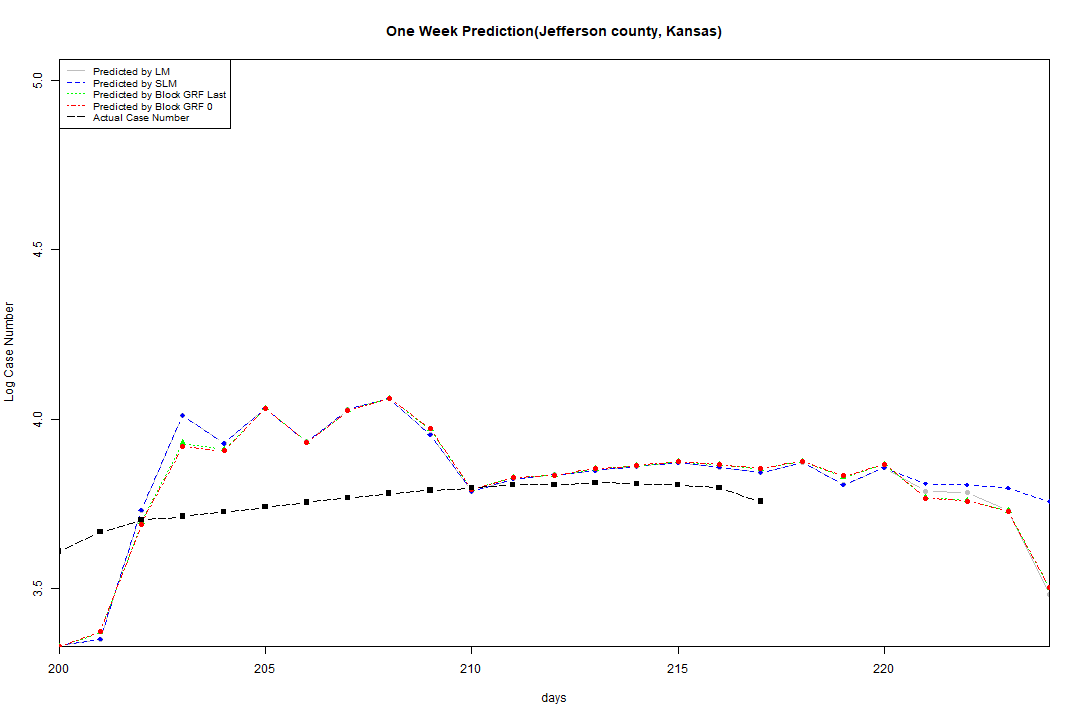 One Week Prediction(Jefferson county, Kansas)
Predicted by LM
Predicted by SLM
Predicted by Block GRF Last
Predicted by Block GRF 0
Actual Case Number
5.0
4.5
4.0
3.5
Log Case Number
200 205 210 215 220
days